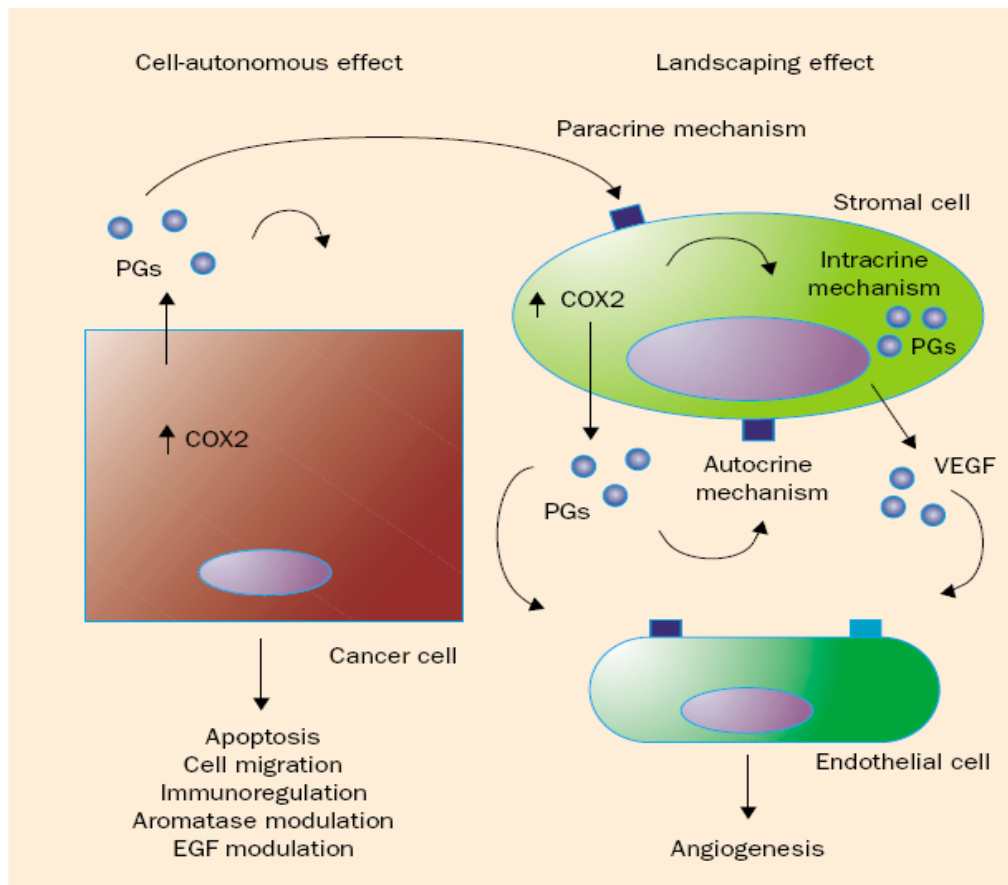 Cell-autonomous effect
Landscaping effect
Paracrine mechanism
Stromal cell
PGs
COX2
Intracrine
mechanism
PGs
COX2
PGs
Autocrine
mechanism
VEGF
Cancer cell
Endothelial cell
Apoptosis
Cell migration
Immunoregulation
Aromatase modulation
EGF modulation
Angiogenesis